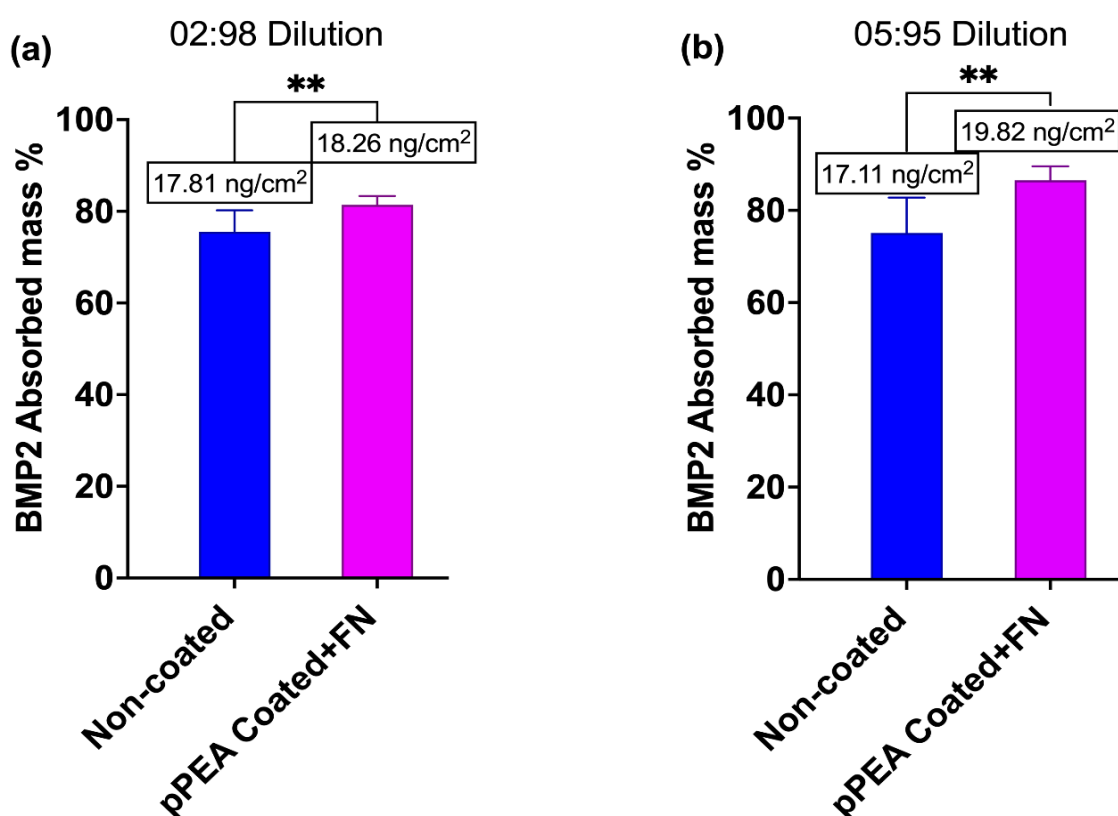 (a)
02:98 Dilution
**
17.81 ng/cm2
18.26 ng/cm2
BMP2 Absorbed mass %
100
80
60
40
20
0
Non-coated
pPEA Coated+FN
(b)
05:95 Dilution
**
17.11 ng/cm2
19.82 ng/cm2
BMP2 Absorbed mass %
100
80
60
40
20
0
Non-coated
pPEA Coated+FN